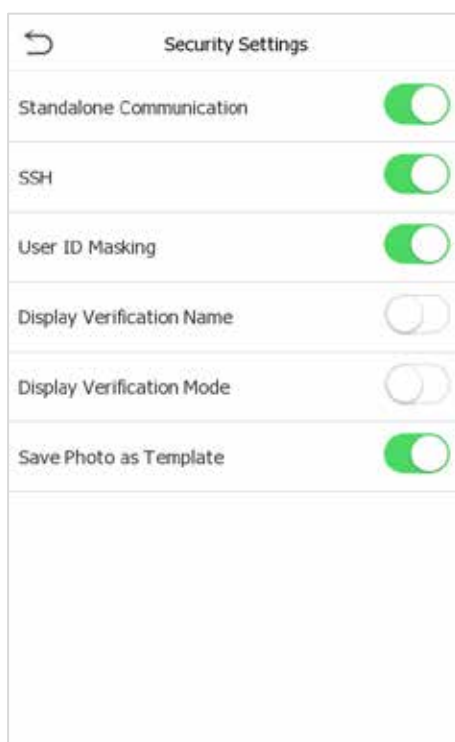 Security Settings
Standalone Communication
SSH
User ID Masking
Display Verification Name
Display Verification Mode
Save Photo as Template